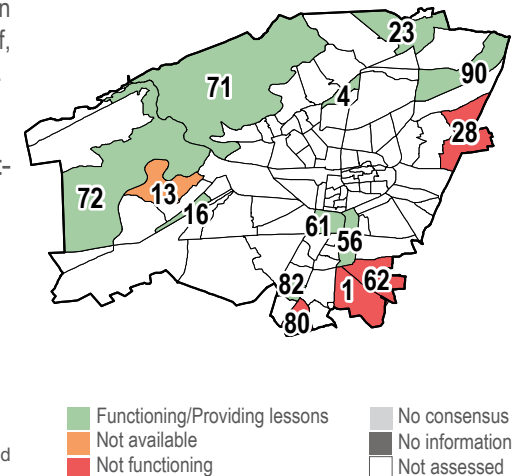 n
f,
t-
d
23
71
90
4
28
72
13
16
61
56
82
1
62
80
Functioning/Providing lessons
Not available
Not functioning
No consensus
No information
Not assessed